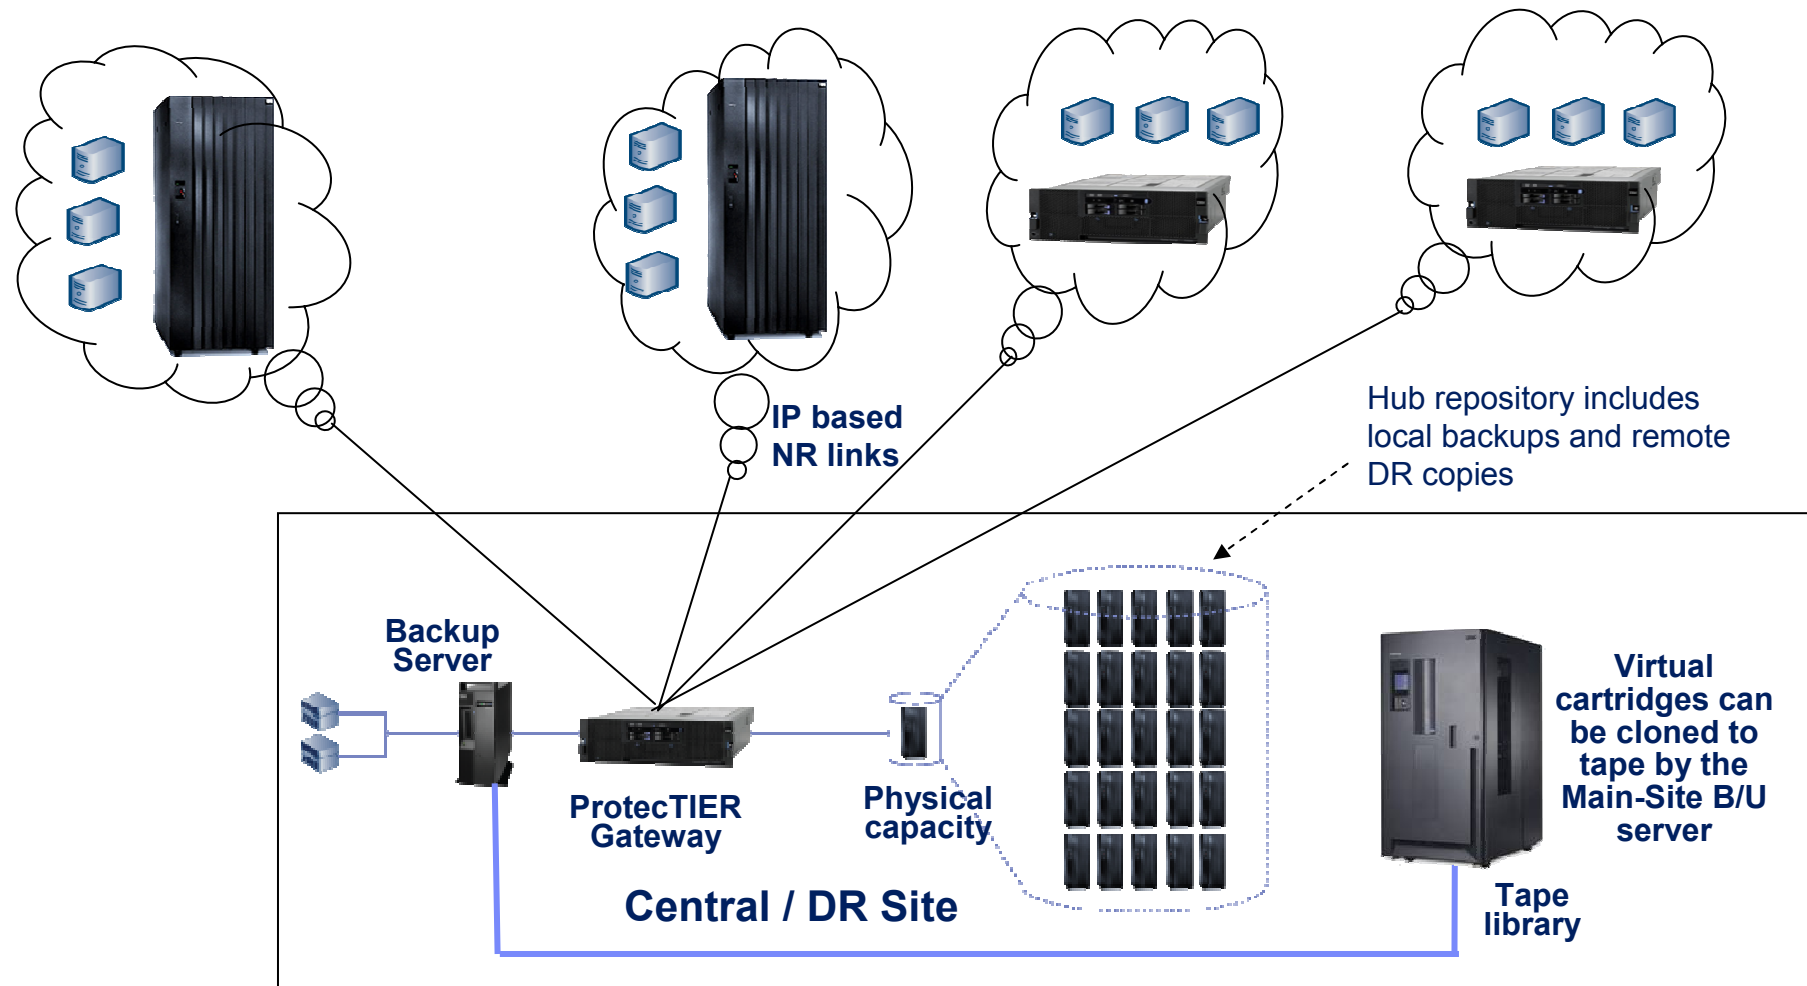 IP based
NR links
Hub repository includes
local backups and remote
DR copies
Backup
Server
ProtecTIER
Gateway
Physical
capacity
Virtual
cartridges can
be cloned to
tape by the
Main-Site B/U
server
Tape
library
Central / DR Site